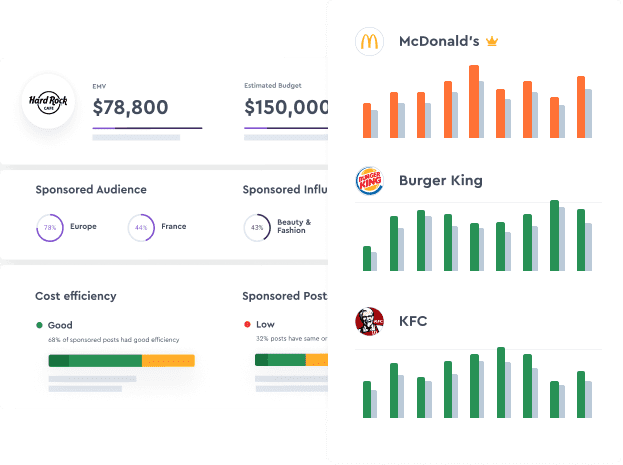 Hard Rock
CAFE
EMV
$78,800
Estimated Budget
$150,000
Sponsored Audience
78%
Europe
44%
France
Sponsored Influ
43%
Beauty &
Fashion
Cost efficiency
Good
68% of sponsored posts had good efficiency
Sponsored Post
Low
32% posts have same or
McDonald's
BURGER
KING
Burger King
KFC
KFC